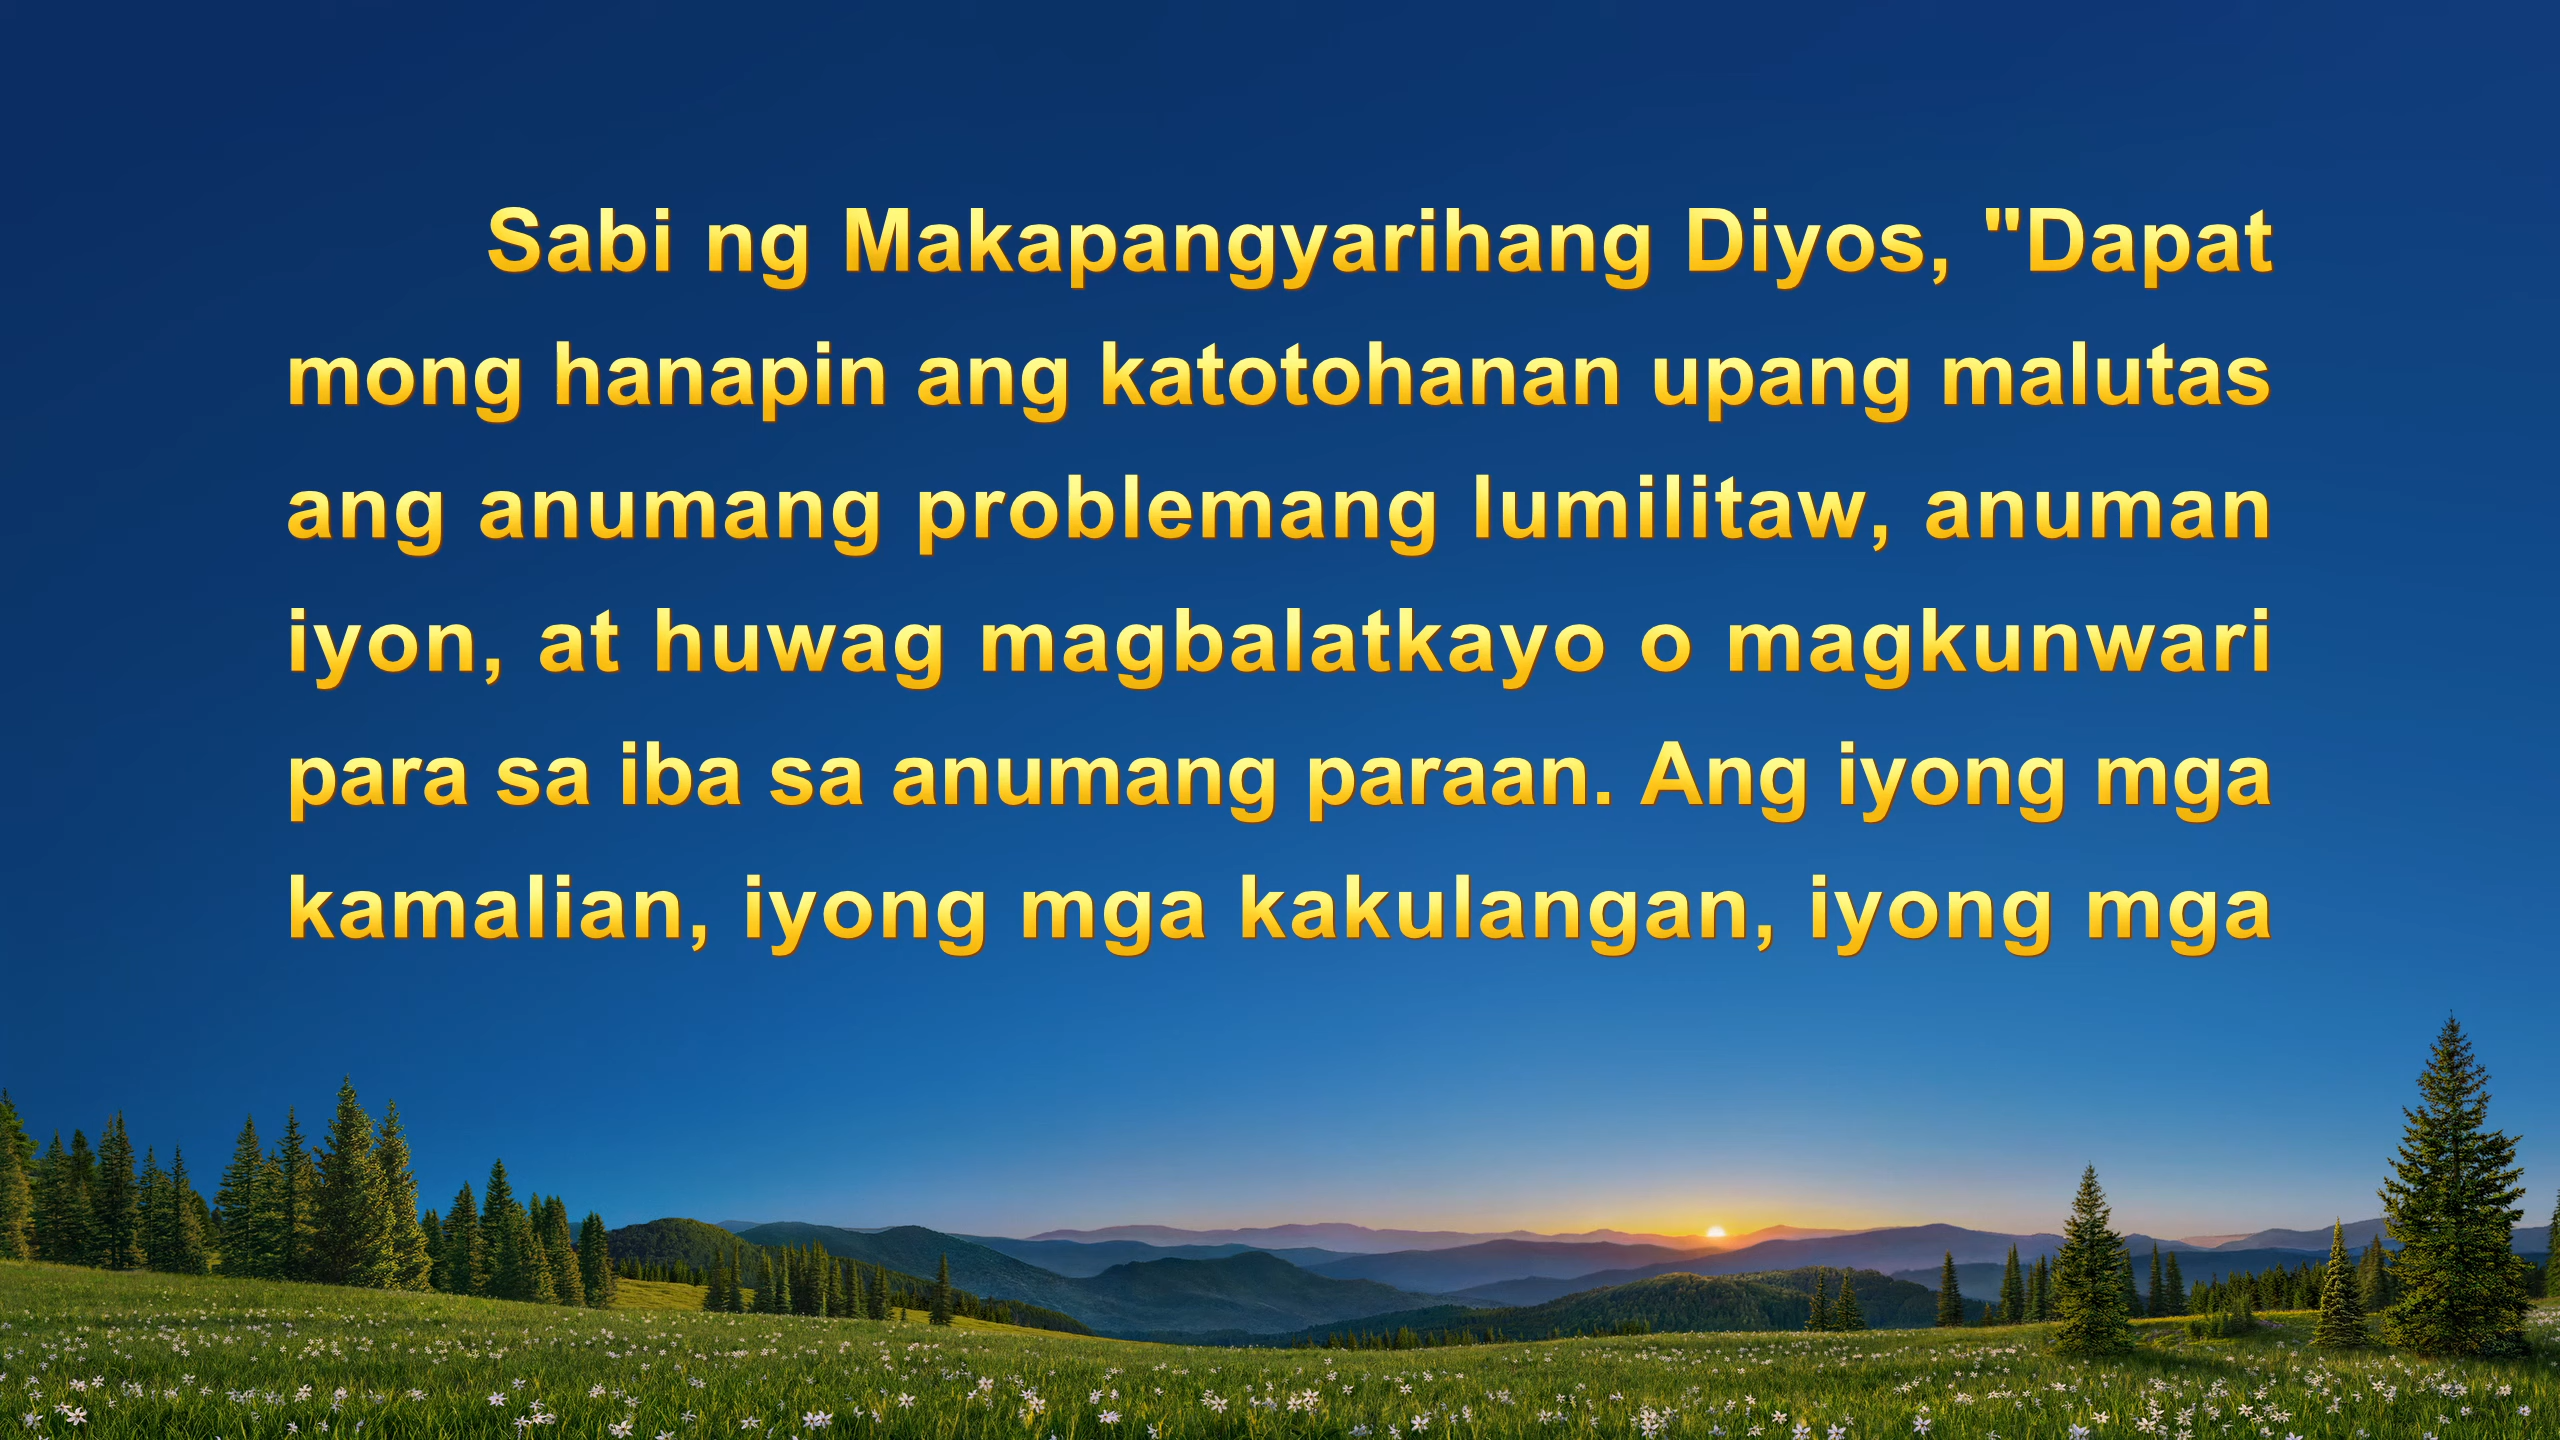 Sabi ng Makapangyarihang Diyos, "Dapat
mong hanapin ang katotohanan upang malutas
ang anumang problemang lumilitaw, anuman
iyon, at huwag magbalatkayo o magkunwari
para sa iba sa anumang paraan. Ang iyong mga
kamalian, iyong mga kakulangan, iyong mga